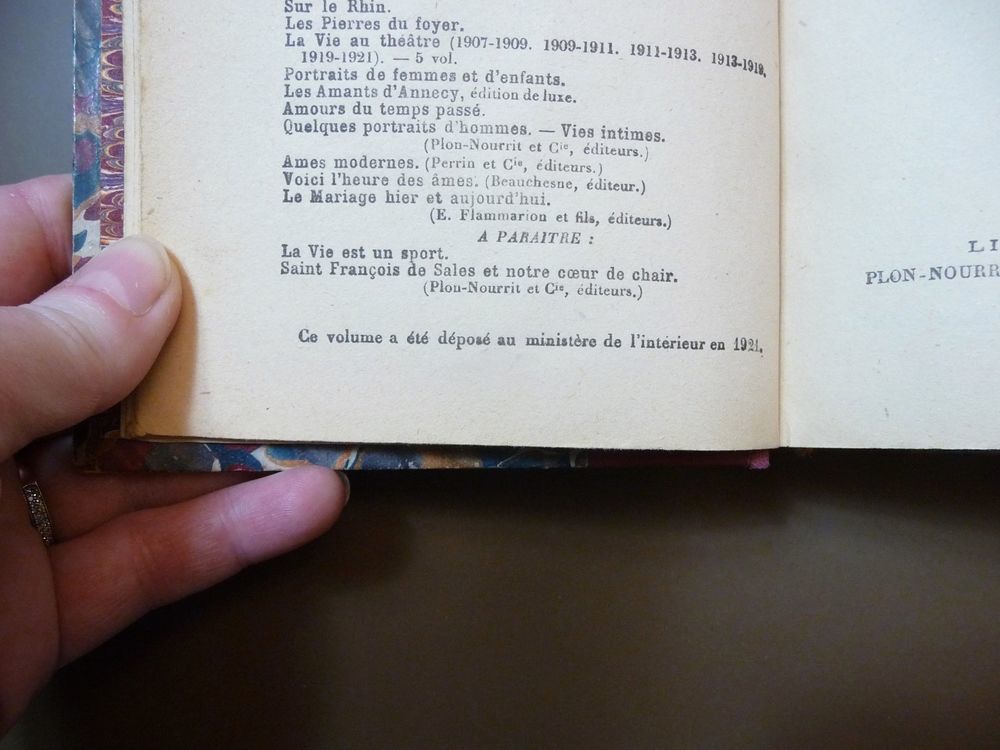 Sur le Rhin.
Les Pierres du foyer.
La Vie au théâtre (1907-1909. 1909-1911. 1911-1913. 1913-1919.
1919-1921). — 5 vol.
Portraits de femmes et d'enfants.
Les Amants d'Annecy, édition de luxe.
Amours du temps passé.
Quelques portraits d'hommes. — Vies intimes.
(Plon-Nourrit et Cie, éditeurs.)
Ames modernes. (Perrin et Cie, éditeurs.)
Voici l'heure des âmes. (Beauchesne, éditeur.)
Le Mariage hier et aujourd'hui.
(E. Flammarion et fils, éditeurs.)
A PARAITRE :
La Vie est un sport.
Saint François de Sales et notre cœur de chair.
(Plon-Nourrit et Cie, éditeurs.)
Ce volume a été déposé au ministère de l'intérieur en 1921.
LI
PLON-NOURR